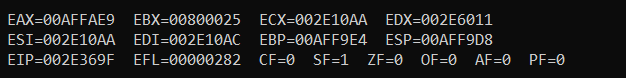 EAX=00AFFAE9 EBX=00800025 ECX=002E10AA EDX=002E6011
ESI=002E10AA EDI=002E10AC EBP=00AFF9E4 ESP=00AFF9D8
EIP=002E369F EFL=00000282 CF=0 SF=1 ZF=0 OF=0 AF=0 PF=0